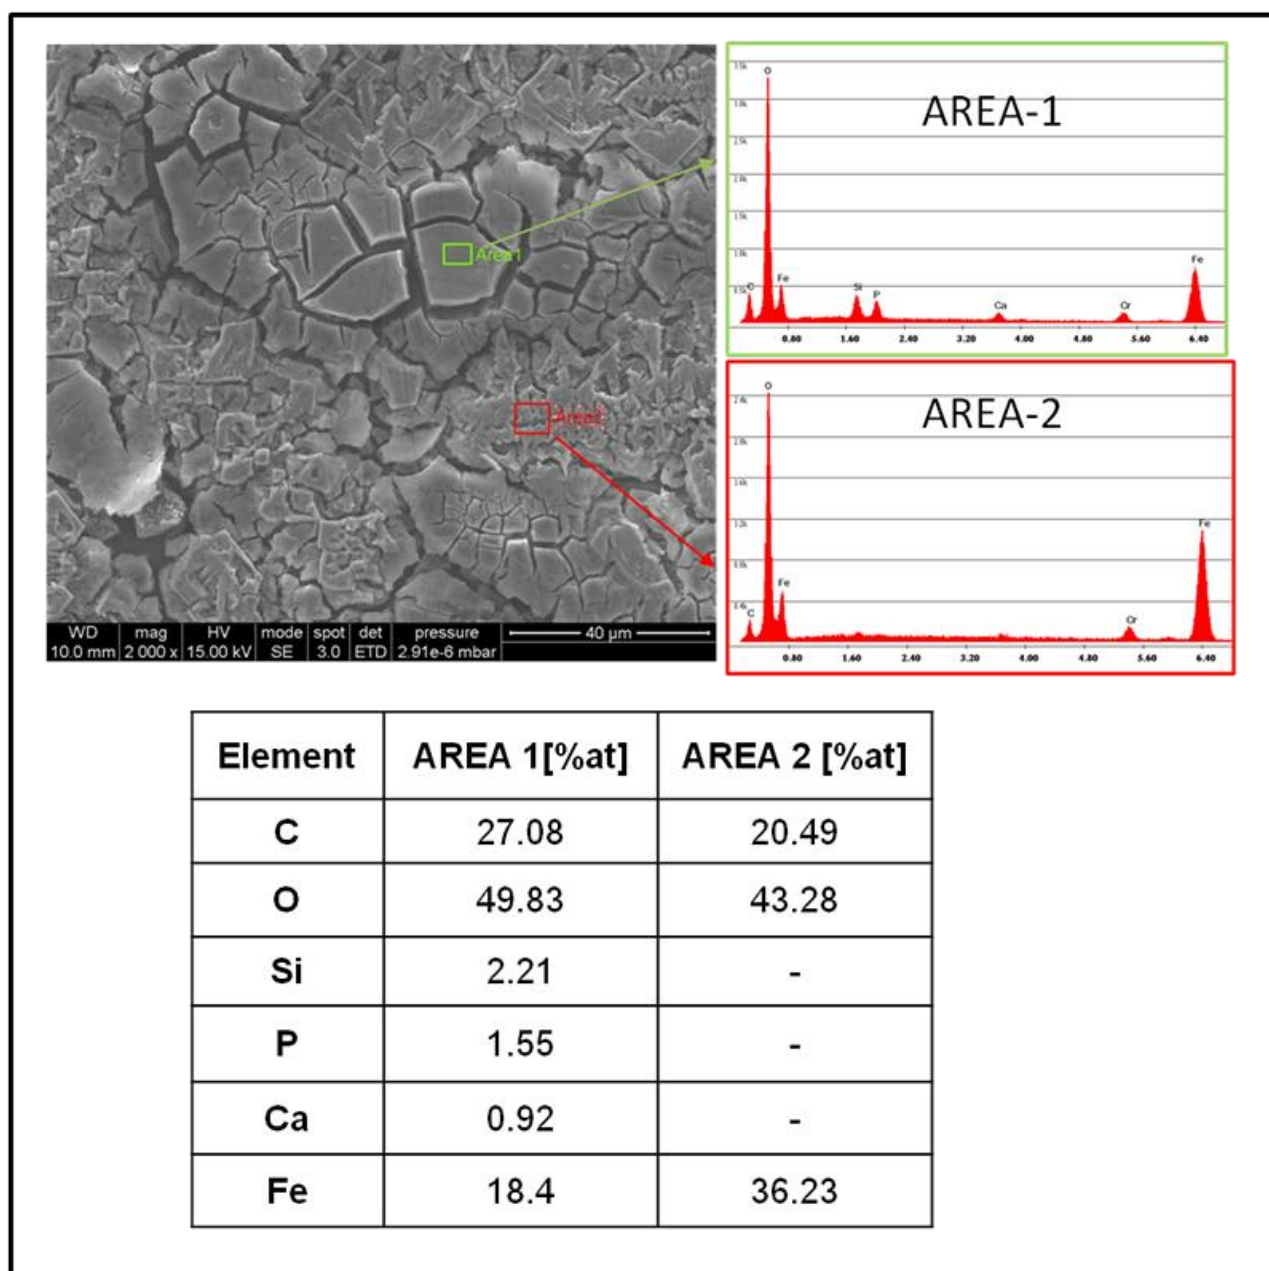 Area1
Area2
WD mag HV mode spot det pressure
10.0 mm 2 000 x 15.00 kV SE 3.0 ETD 2.91e-6 mbar
40 µm
AREA-1
O
C
Fe
Si
P
Ca
Cr
Fe
0.80 1.60 2.40 3.20 4.00 4.80 5.60 6.40
AREA-2
O
C
Fe
Cr
Fe
0.80 1.60 2.40 3.20 4.00 4.80 5.60 6.40
Element AREA 1[%at] AREA 2 [%at]
C 27.08 20.49
O 49.83 43.28
Si 2.21 -
P 1.55 -
Ca 0.92 -
Fe 18.4 36.23